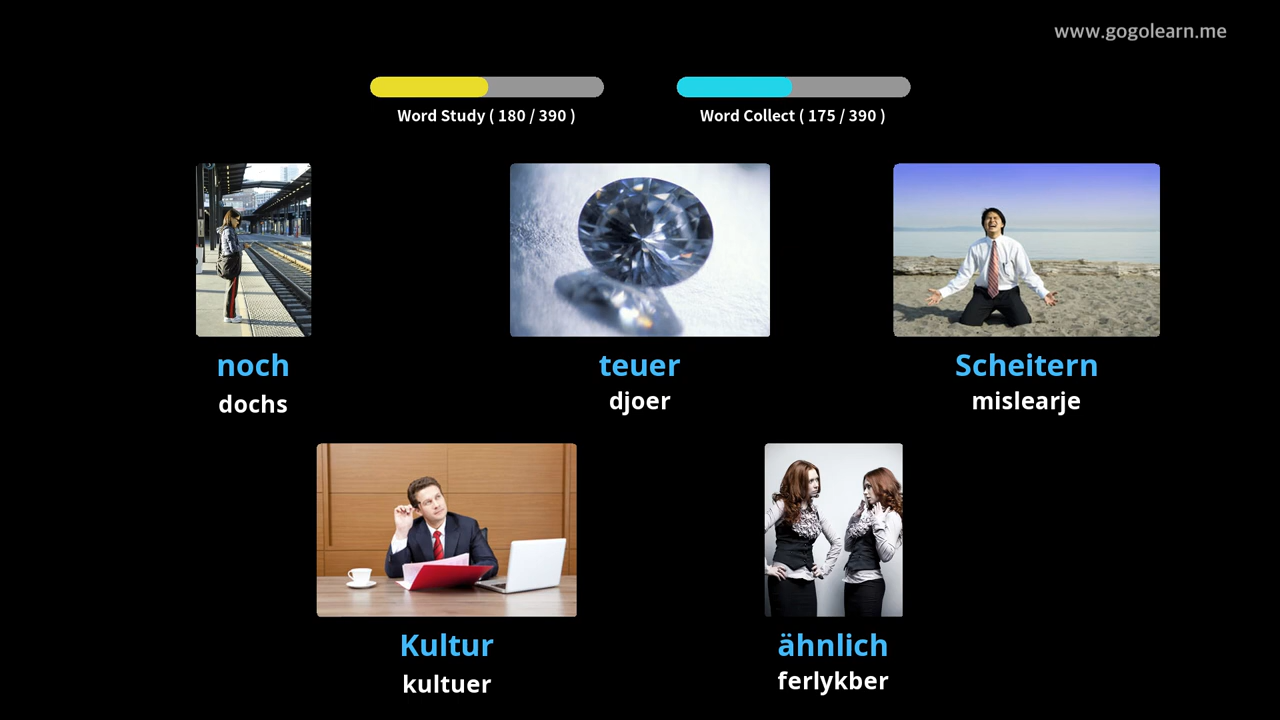 www.gogolearn.me
Word Study ( 180 / 390 )
Word Collect ( 175 / 390 )
noch
dochs
teuer
djoer
Scheitern
mislearje
Kultur
kultuer
ähnlich
ferlykber